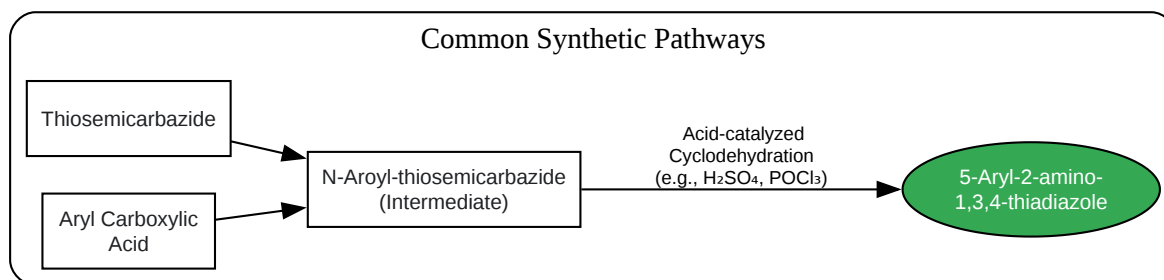 Common Synthetic Pathways
Thiosemicarbazide
Aryl Carboxylic
Acid
N-Aroyl-thiosemicarbazide
(Intermediate)
Acid-catalyzed
Cyclodehydration
(e.g., H₂SO₄, POCl₃)
5-Aryl-2-amino-
1,3,4-thiadiazole